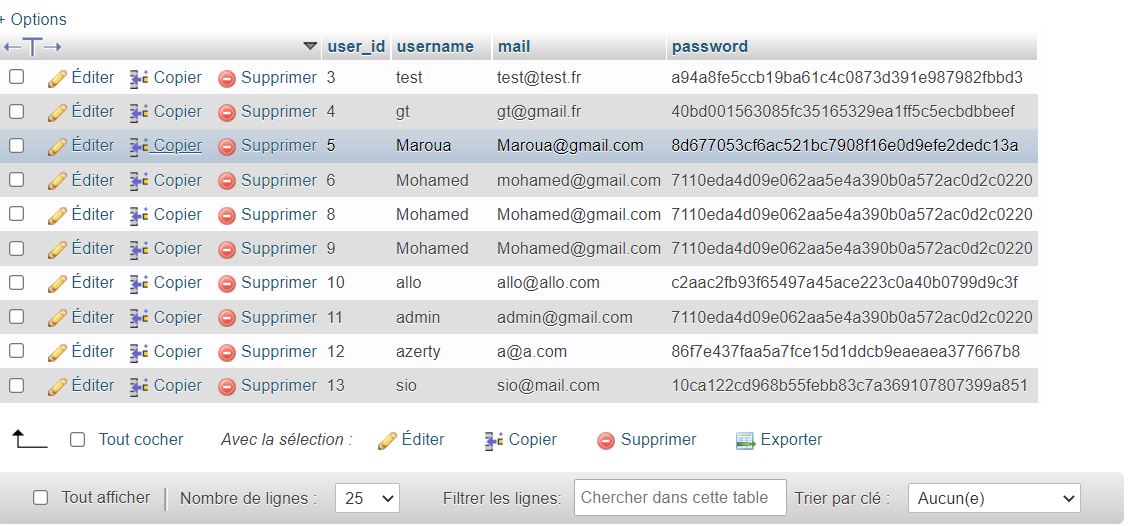 + Options
←T→ user_id username mail password
Éditer Copier Supprimer 3 test test@test.fr a94a8fe5ccb19ba61c4c0873d391e987982fbbd3
Éditer Copier Supprimer 4 gt gt@gmail.fr 40bd001563085fc35165329ea1ff5c5ecbdbbeef
Éditer Copier Supprimer 5 Maroua Maroua@gmail.com 8d677053cf6ac521bc7908f16e0d9efe2dedc13a
Éditer Copier Supprimer 6 Mohamed mohamed@gmail.com 7110eda4d09e062aa5e4a390b0a572ac0d2c0220
Éditer Copier Supprimer 8 Mohamed Mohamed@gmail.com 7110eda4d09e062aa5e4a390b0a572ac0d2c0220
Éditer Copier Supprimer 9 Mohamed Mohamed@gmail.com 7110eda4d09e062aa5e4a390b0a572ac0d2c0220
Éditer Copier Supprimer 10 allo allo@allo.com c2aac2fb93f65497a45ace223c0a40b0799d9c3f
Éditer Copier Supprimer 11 admin admin@gmail.com 7110eda4d09e062aa5e4a390b0a572ac0d2c0220
Éditer Copier Supprimer 12 azerty a@a.com 86f7e437faa5a7fce15d1ddcb9eaeaea377667b8
Éditer Copier Supprimer 13 sio sio@mail.com 10ca122cd968b55febb83c7a369107807399a851
Tout cocher Avec la sélection : Éditer Copier Supprimer Exporter
Tout afficher Nombre de lignes : 25 Filtrer les lignes: Chercher dans cette table Trier par clé : Aucun(e)